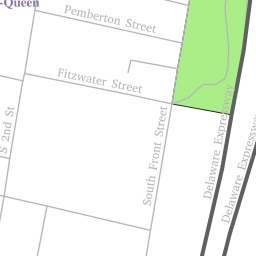 -Queen
Pemberton Street
Fitzwater Street
S 2nd St
South Front Street
Delaware Expressway
Delaware Expressway